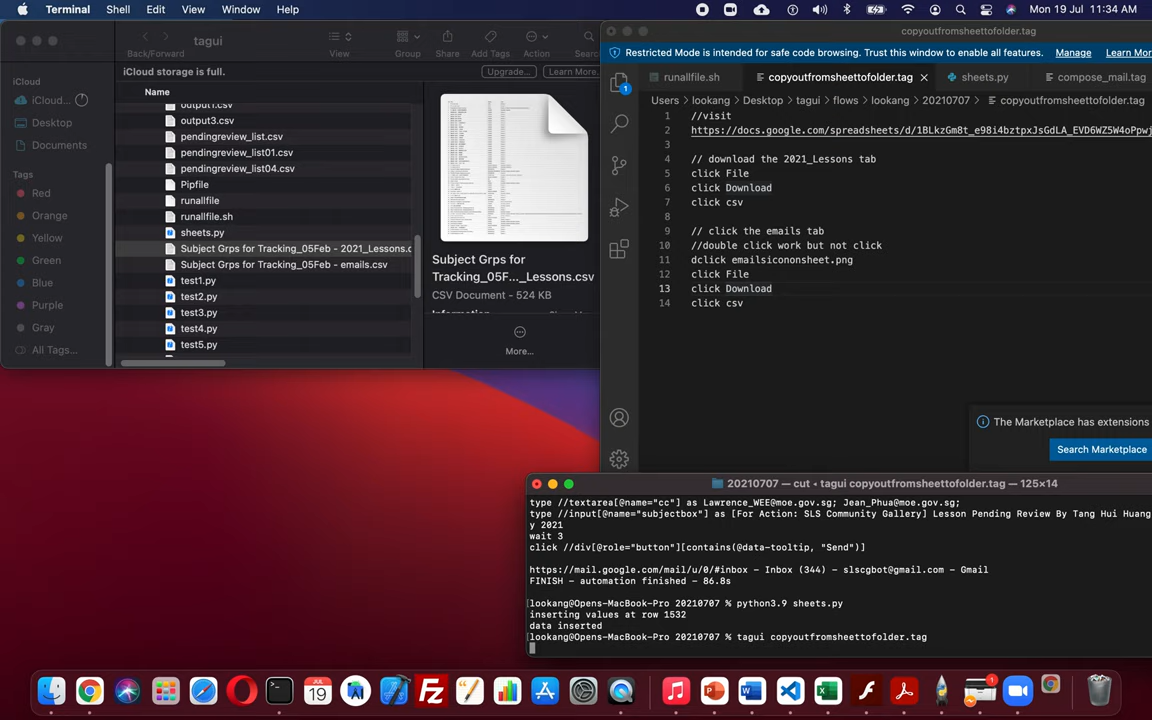 Terminal Shell Edit View Window Help Mon 19 Jul 11:34 AM
tagui
Back/Forward View Group Share Add Tags Action Searc
iCloud
iCloud...
Desktop
Documents
Tags
Red
Orange
Yellow
Green
Blue
Purple
Gray
All Tags...
iCloud storage is full. Upgrade... Learn More...
Name
output1.csv
output3.csv
pendingreview_list.csv
pendingreview_list01.csv
pendingreview_list04.csv
Pipfile
runallfile
runallfile.sh
sheets.py
Subject Grps for Tracking_05Feb - 2021_Lessons.c
Subject Grps for Tracking_05Feb - emails.csv
test1.py
test2.py
test3.py
test4.py
test5.py
Subject Grps for
Tracking_05F..._Lessons.csv
CSV Document - 524 KB
Information
More...
copyoutfromsheettofolder.tag
Restricted Mode is intended for safe code browsing. Trust this window to enable all features. Manage Learn Mor
runallfile.sh copyoutfromsheettofolder.tag sheets.py compose_mail.tag
Users > lookang > Desktop > tagui > flows > lookang > 20210707 > copyoutfromsheettofolder.tag
1 //visit
2 https://docs.google.com/spreadsheets/d/1BLkzGm8t_e98i4bztpxJsGdLA_EVD6WZ5W4oPpwj
3
4 // download the 2021_Lessons tab
5 click File
6 click Download
7 click csv
8
9 // click the emails tab
10 //double click work but not click
11 dclick emailsicononsheet.png
12 click File
13 click Download
14 click csv
1
The Marketplace has extensions
Search Marketplace
20210707 — cut ◂ tagui copyoutfromsheettofolder.tag — 125×14
type //textarea[@name="cc"] as Lawrence_WEE@moe.gov.sg; Jean_Phua@moe.gov.sg;
type //input[@name="subjectbox"] as [For Action: SLS Community Gallery] Lesson Pending Review By Tang Hui Huang
y 2021
wait 3
click //div[@role="button"][contains(@data-tooltip, "Send")]
https://mail.google.com/mail/u/0/#inbox - Inbox (344) - slscgbot@gmail.com - Gmail
FINISH - automation finished - 86.8s
[lookang@Opens-MacBook-Pro 20210707 % python3.9 sheets.py
inserting values at row 1532
data inserted
[lookang@Opens-MacBook-Pro 20210707 % tagui copyoutfromsheettofolder.tag
JUL
19
1